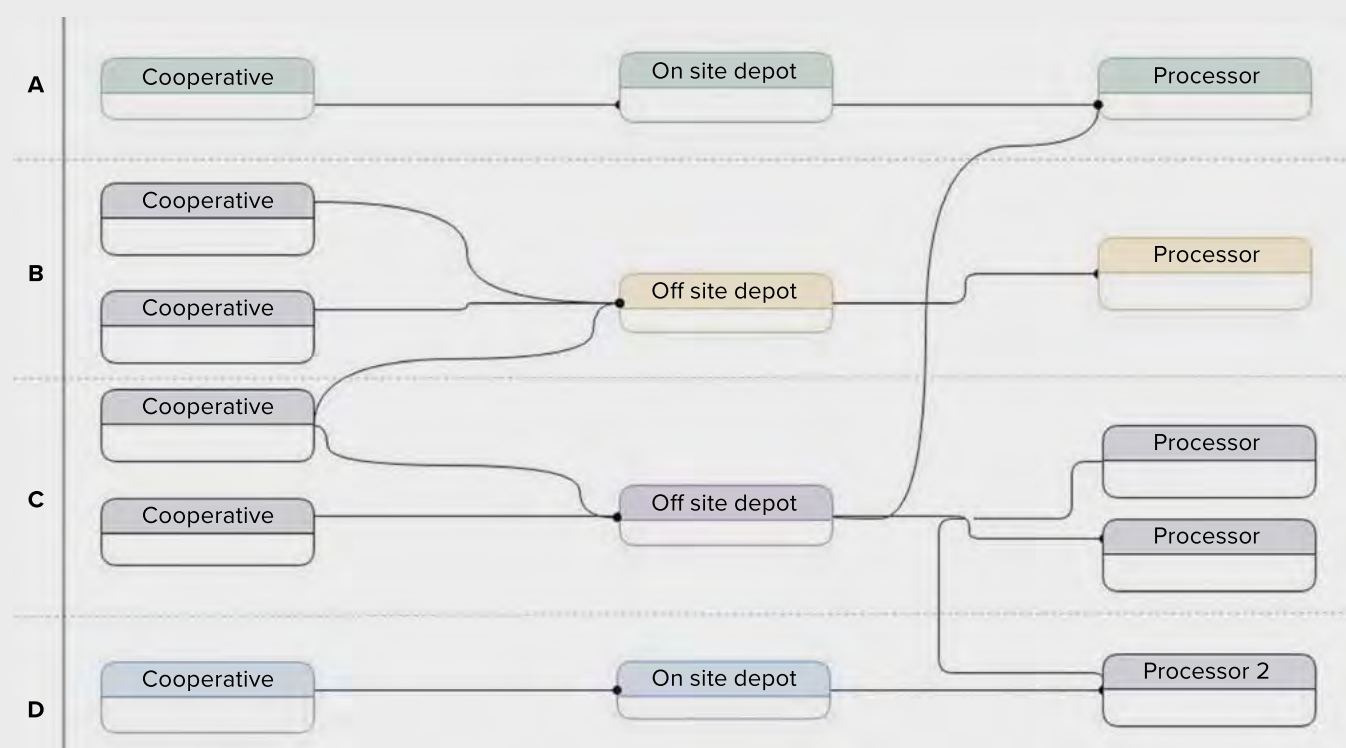 A
Cooperative
On site depot
Processor
B
Cooperative
Cooperative
Off site depot
Processor
C
Cooperative
Cooperative
Off site depot
Processor
Processor
D
Cooperative
On site depot
Processor 2